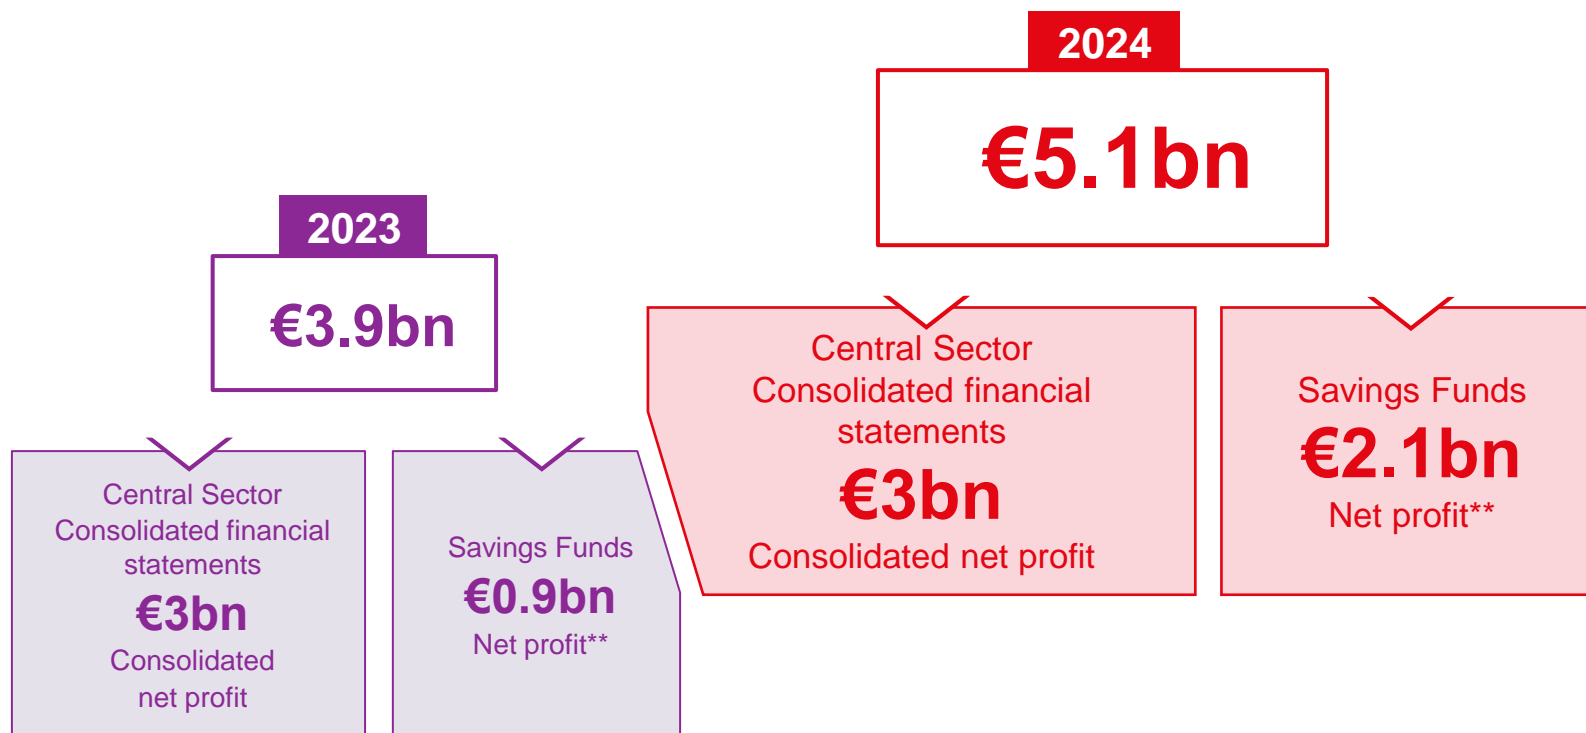 2023
€3.9bn
Central Sector
Consolidated financial
statements
€3bn
Consolidated
net profit
Savings Funds
€0.9bn
Net profit**
2024
€5.1bn
Central Sector
Consolidated financial
statements
€3bn
Consolidated net profit
Savings Funds
€2.1bn
Net profit**